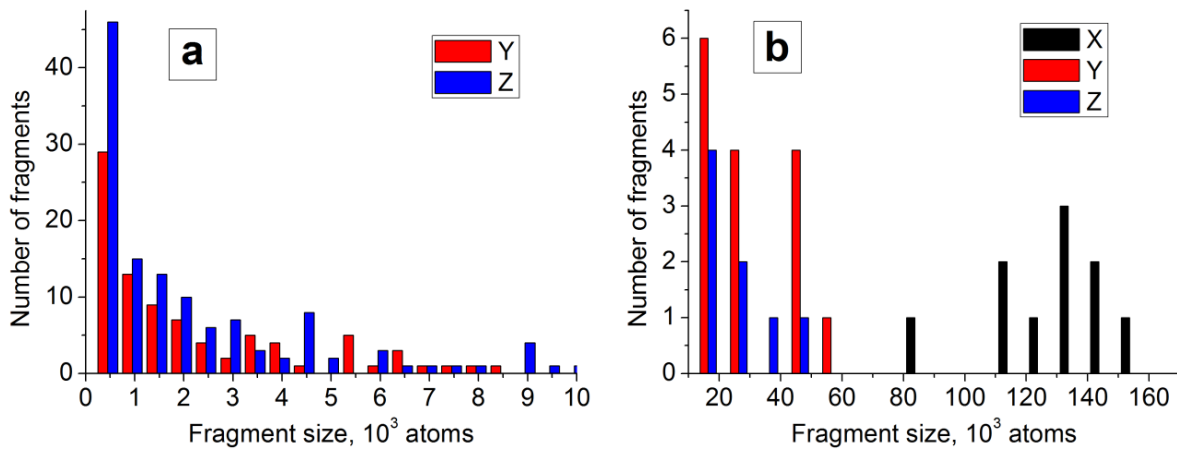 a
Y
Z
Number of fragments
40
30
20
10
0
0 1 2 3 4 5 6 7 8 9 10
Fragment size, 10³ atoms
b
X
Y
Z
Number of fragments
6
5
4
3
2
1
0
20 40 60 80 100 120 140 160
Fragment size, 10³ atoms